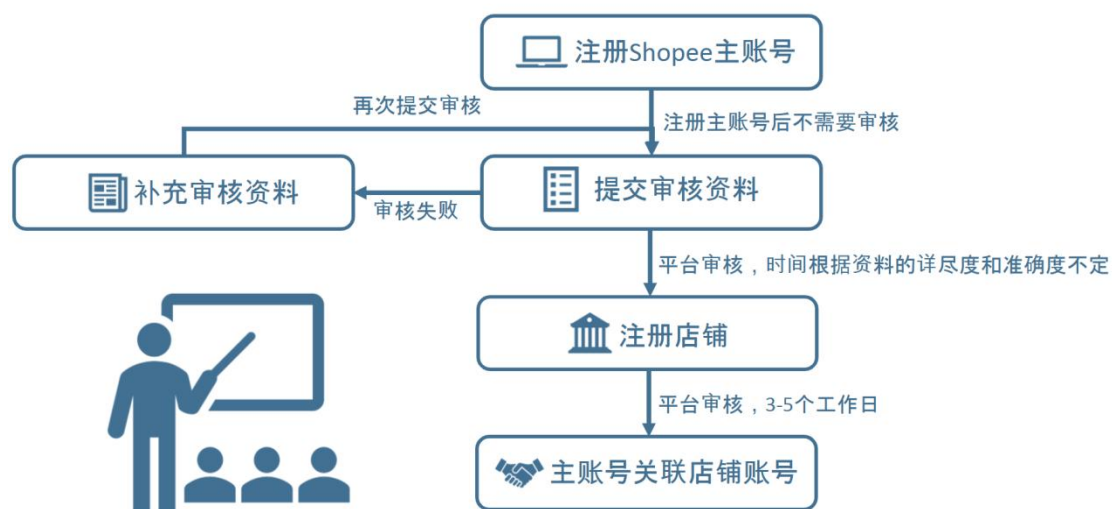 注册Shopee主账号
再次提交审核
注册主账号后不需要审核
补充审核资料
提交审核资料
审核失败
平台审核，时间根据资料的详尽度和准确度不定
注册店铺
平台审核，3-5个工作日
主账号关联店铺账号